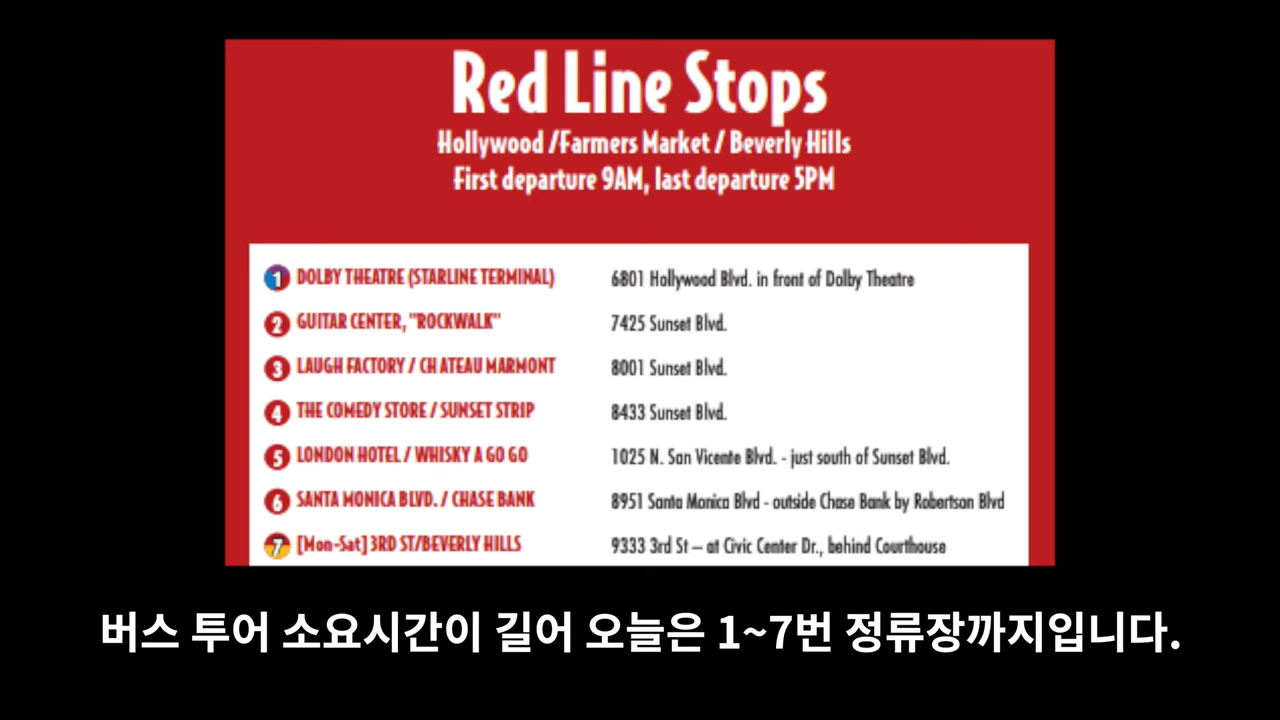 Red Line Stops
Hollywood /Farmers Market / Beverly Hills
First departure 9AM, last departure 5PM
1 DOLBY THEATRE (STARLINE TERMINAL) 6801 Hollywood Blvd. in front of Dolby Theatre
2 GUITAR CENTER, "ROCKWALK" 7425 Sunset Blvd.
3 LAUGH FACTORY / CH ATEAU MARMONT 8001 Sunset Blvd.
4 THE COMEDY STORE / SUNSET STRIP 8433 Sunset Blvd.
5 LONDON HOTEL / WHISKY A GO GO 1025 N. San Vicente Blvd. - just south of Sunset Blvd.
6 SANTA MONICA BLVD. / CHASE BANK 8951 Santa Monica Blvd - outside Chase Bank by Robertson Blvd
7 [Mon-Sat] 3RD ST/BEVERLY HILLS 9333 3rd St – at Civic Center Dr., behind Courthouse
버스 투어 소요시간이 길어 오늘은 1~7번 정류장까지입니다.